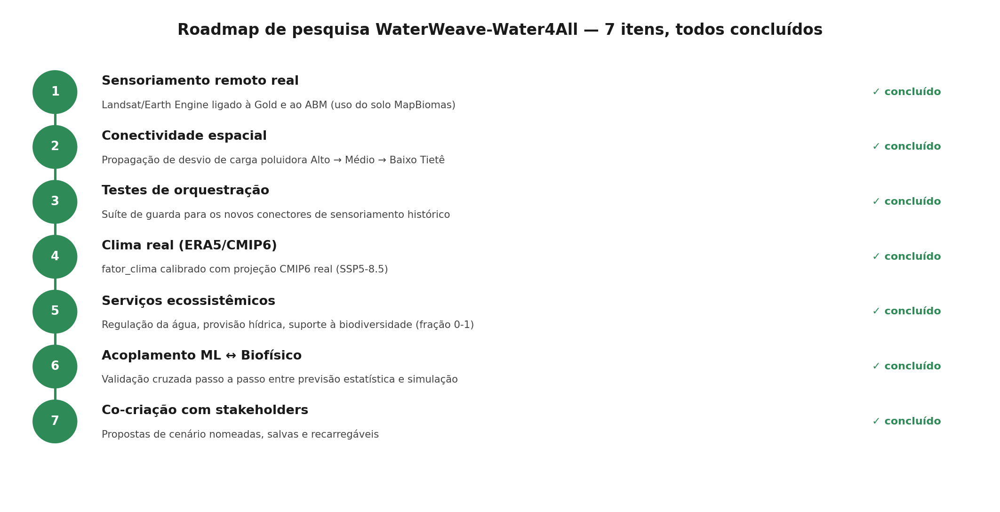 Roadmap de pesquisa WaterWeave-Water4All — 7 itens, todos concluídos
1
Sensoriamento remoto real
✓ concluído
Landsat/Earth Engine ligado à Gold e ao ABM (uso do solo MapBiomas)
2
Conectividade espacial
✓ concluído
Propagação de desvio de carga poluidora Alto → Médio → Baixo Tietê
3
Testes de orquestração
✓ concluído
Suíte de guarda para os novos conectores de sensoriamento histórico
4
Clima real (ERA5/CMIP6)
✓ concluído
fator_clima calibrado com projeção CMIP6 real (SSP5-8.5)
5
Serviços ecossistêmicos
✓ concluído
Regulação da água, provisão hídrica, suporte à biodiversidade (fração 0-1)
6
Acoplamento ML ↔ Biofísico
✓ concluído
Validação cruzada passo a passo entre previsão estatística e simulação
7
Co-criação com stakeholders
✓ concluído
Propostas de cenário nomeadas, salvas e recarregáveis